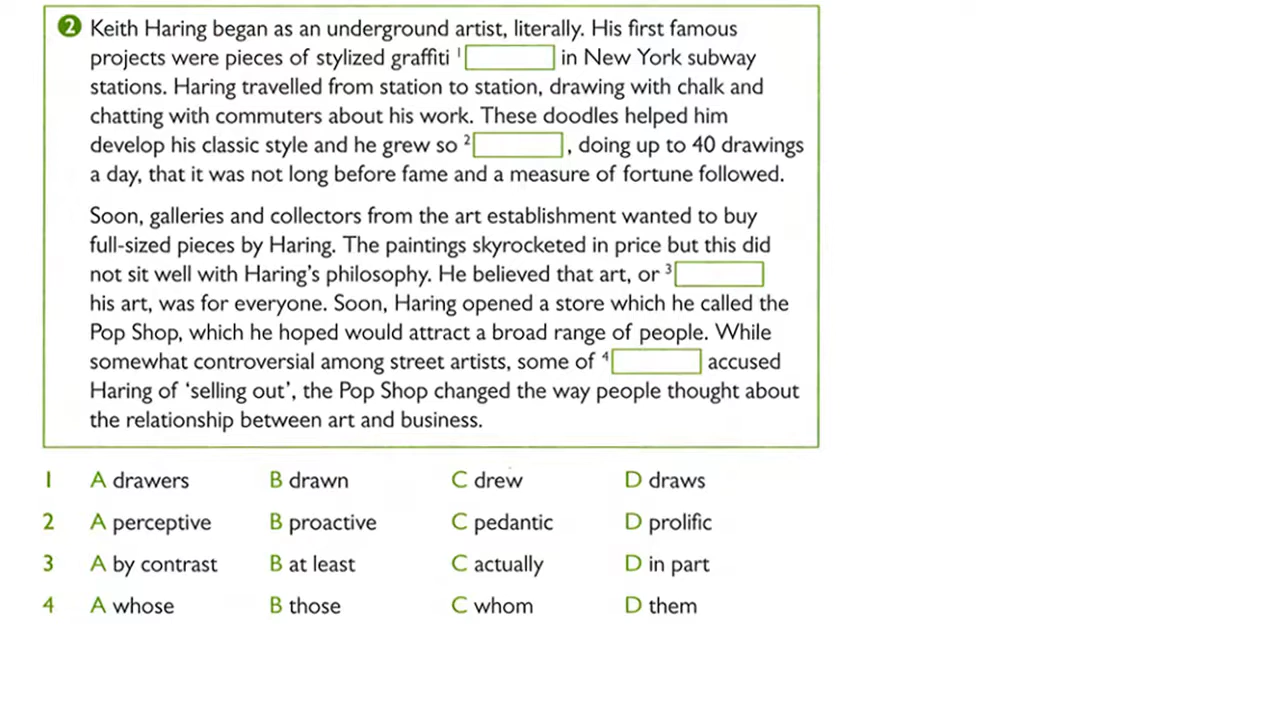 2 Keith Haring began as an underground artist, literally. His first famous
projects were pieces of stylized graffiti 1 in New York subway
stations. Haring travelled from station to station, drawing with chalk and
chatting with commuters about his work. These doodles helped him
develop his classic style and he grew so 2 , doing up to 40 drawings
a day, that it was not long before fame and a measure of fortune followed.
Soon, galleries and collectors from the art establishment wanted to buy
full-sized pieces by Haring. The paintings skyrocketed in price but this did
not sit well with Haring's philosophy. He believed that art, or 3
his art, was for everyone. Soon, Haring opened a store which he called the
Pop Shop, which he hoped would attract a broad range of people. While
somewhat controversial among street artists, some of 4 accused
Haring of 'selling out', the Pop Shop changed the way people thought about
the relationship between art and business.
1 A drawers B drawn C drew D draws
2 A perceptive B proactive C pedantic D prolific
3 A by contrast B at least C actually D in part
4 A whose B those C whom D them